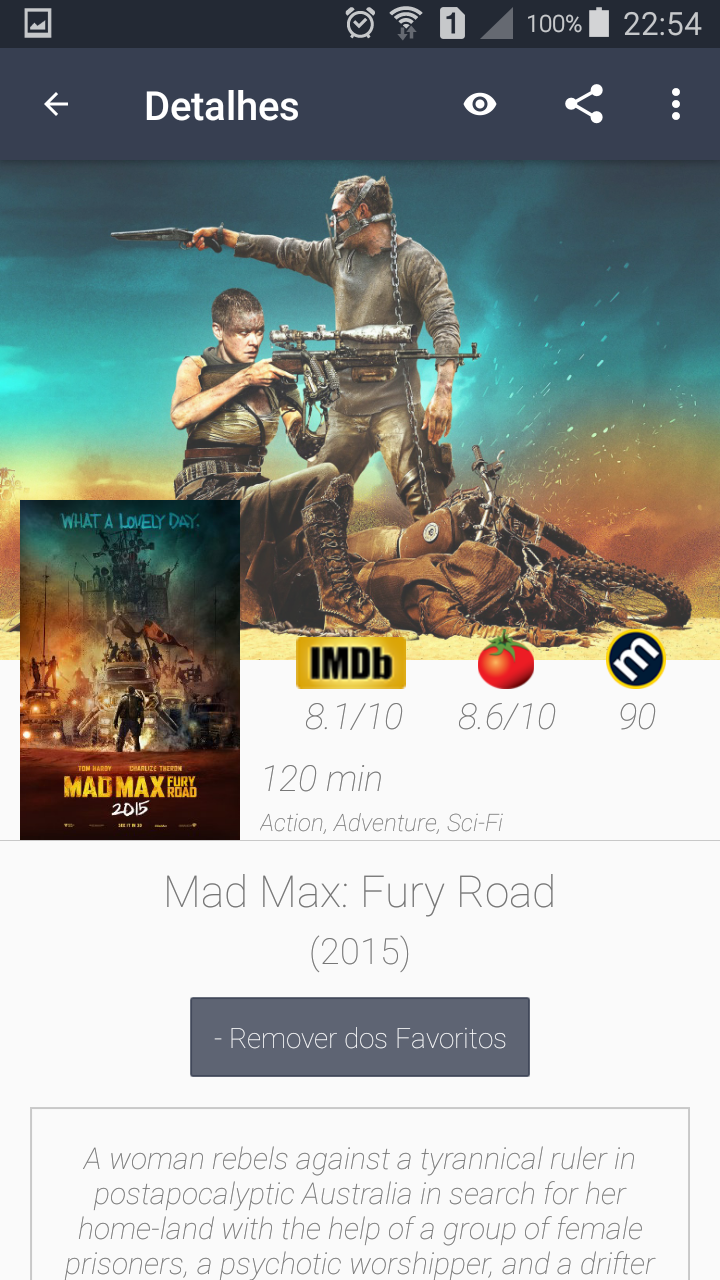 1 100% 22:54
Detalhes
WHAT A LOVELY DAY.
TOM HARDY CHARLIZE THERON
MAD MAX FURY ROAD
2015
IMDb
m
8.1/10 8.6/10 90
120 min
Action, Adventure, Sci-Fi
Mad Max: Fury Road
(2015)
- Remover dos Favoritos
A woman rebels against a tyrannical ruler in
postapocalyptic Australia in search for her
home-land with the help of a group of female
prisoners, a psychotic worshipper, and a drifter